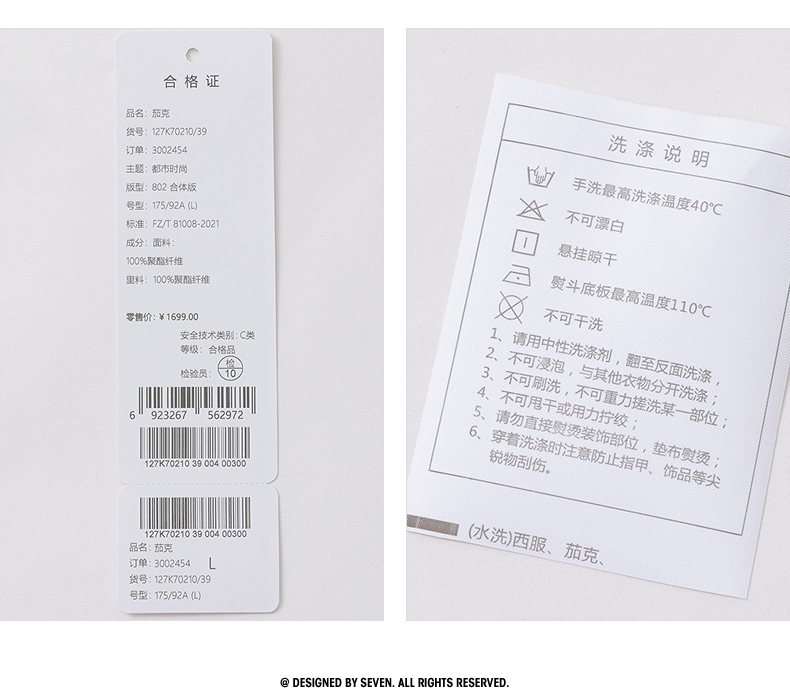 合格证
品名：茄克
货号：127K70210/39
订单：3002454
主题：都市时尚
版型：802 合体版
号型：175/92A (L)
标准：FZ/T 81008-2021
成分：面料：
100%聚酯纤维
里料：100%聚酯纤维
零售价：¥1699.00
安全技术类别：C类
等级：合格品
检验员：检 10
6 923267 562972
127K70210 39 004 00300
127K70210 39 004 00300
品名：茄克
订单：3002454 L
货号：127K70210/39
号型：175/92A (L)
洗涤说明
手洗最高洗涤温度40℃
不可漂白
悬挂晾干
熨斗底板最高温度110℃
不可干洗
1、请用中性洗涤剂，翻至反面洗涤，
2、不可浸泡，与其他衣物分开洗涤；
3、不可刷洗，不可重力搓洗某一部位；
4、不可甩干或用力拧绞；
5、请勿直接熨烫装饰部位，垫布熨烫；
6、穿着洗涤时注意防止指甲、饰品等尖
锐物刮伤。
(水洗)西服、茄克、
@ DESIGNED BY SEVEN. ALL RIGHTS RESERVED.